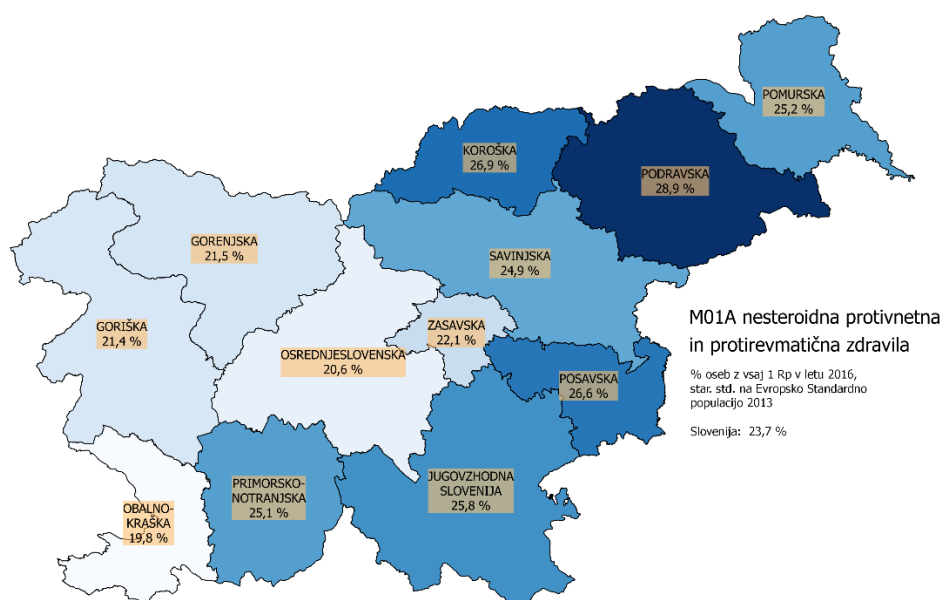 POMURSKA
25,2 %
KOROŠKA
26,9 %
PODRAVSKA
28,9 %
GORENJSKA
21,5 %
SAVINJSKA
24,9 %
GORIŠKA
21,4 %
ZASAVSKA
22,1 %
OSREDNJESLOVENSKA
20,6 %
POSAVSKA
26,6 %
M01A nesteroidna protivnetna
in protirevmatična zdravila
% oseb z vsaj 1 Rp v letu 2016,
star. std. na Evropsko Standardno
populacijo 2013
Slovenija: 23,7 %
JUGOVZHODNA
SLOVENIJA
25,8 %
PRIMORSKO-
NOTRANJSKA
25,1 %
OBALNO-
KRAŠKA
19,8 %